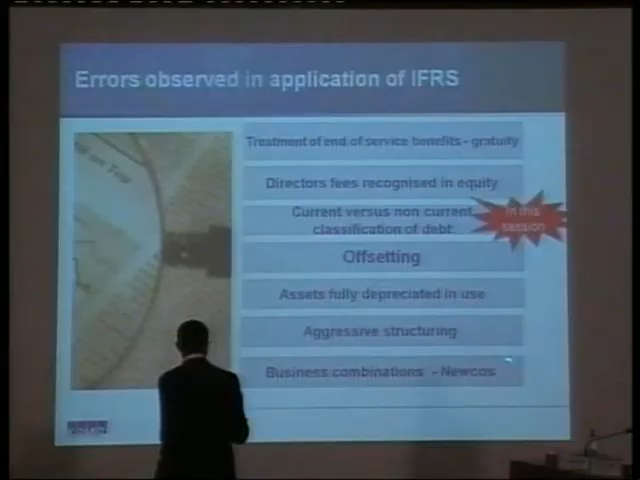 Errors observed in application of IFRS
Treatment of end of service benefits - gratuity
Directors fees recognised in equity
Current versus non current
classification of debt
In this
session
Offsetting
Assets fully depreciated in use
Aggressive structuring
Business combinations - Newcos